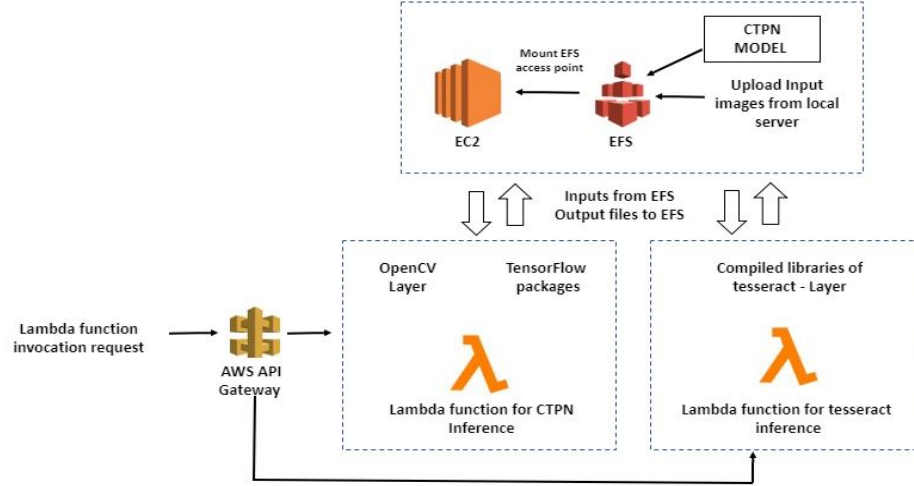 CTPN
MODEL
Mount EFS
access point
Upload Input
images from local
server
EC2
EFS
Inputs from EFS
Output files to EFS
OpenCV
Layer
TensorFlow
packages
Compiled libraries of
tesseract - Layer
Lambda function
invocation request
AWS API
Gateway
Lambda function for CTPN
Inference
Lambda function for tesseract
inference